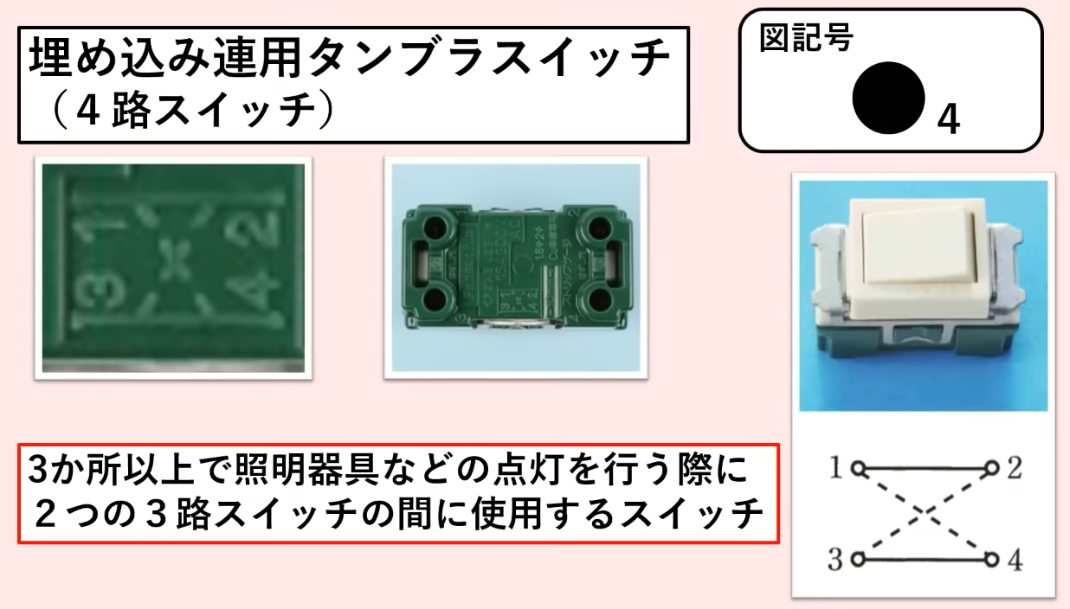 埋め込み連用タンブラスイッチ
（４路スイッチ）
図記号
4
1 2
3 4
3か所以上で照明器具などの点灯を行う際に
２つの３路スイッチの間に使用するスイッチ
1 2
3 4